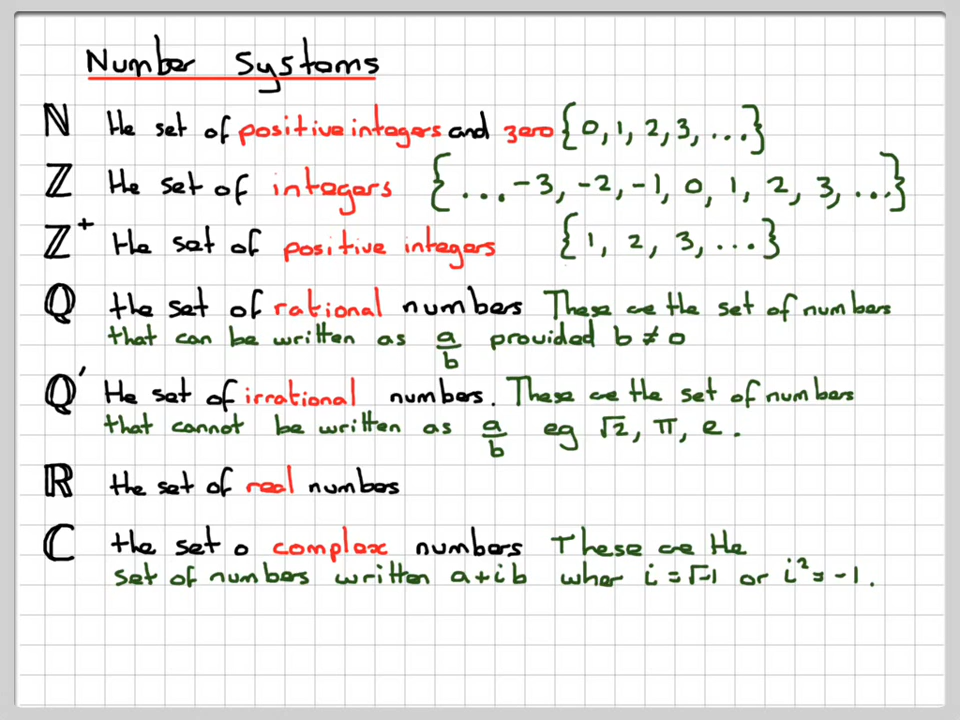 Number Systems
ℕ the set of positive integers and zero {0, 1, 2, 3, ...}
ℤ the set of integers {... -3, -2, -1, 0, 1, 2, 3, ...}
ℤ⁺ the set of positive integers {1, 2, 3, ...}
ℚ the set of rational numbers These are the set of numbers
that can be written as a/b provided b ≠ 0
ℚ' the set of irrational numbers. These are the set of numbers
that cannot be written as a/b eg √2, π, e.
ℝ the set of real numbers
ℂ the set o complex numbers These are the
set of numbers written a+ib wher i = √-1 or i² = -1.